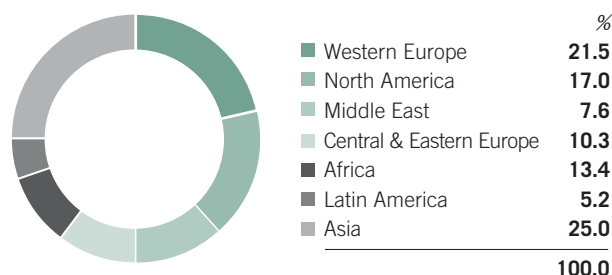 %
Western Europe 21.5
North America 17.0
Middle East 7.6
Central & Eastern Europe 10.3
Africa 13.4
Latin America 5.2
Asia 25.0
100.0